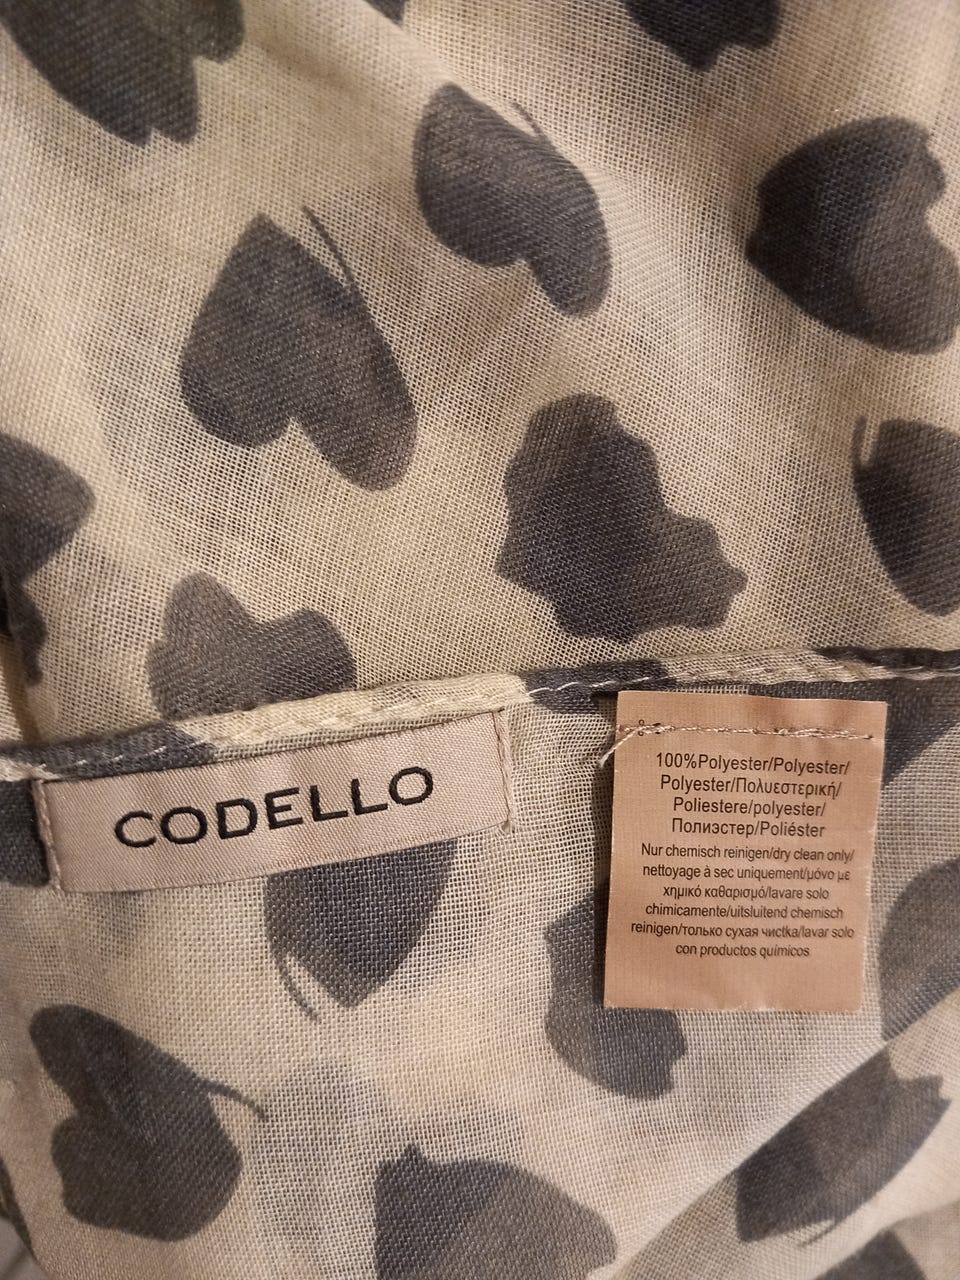 CODELLO
100%Polyester/Polyester/
Polyester/Πολυεστερική/
Poliestere/polyester/
Полиэстер/Poliéster
Nur chemisch reinigen/dry clean only/
nettoyage à sec uniquement/μόνο με
χημικό καθαρισμό/lavare solo
chimicamente/uitsluitend chemisch
reinigen/только сухая чистka/lavar solo
con productos químicos